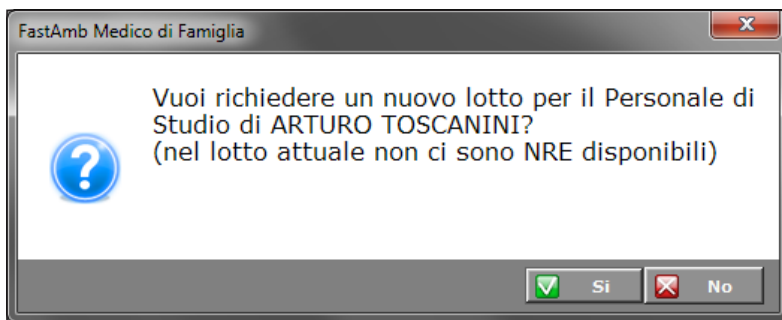 FastAmb Medico di Famiglia
Vuoi richiedere un nuovo lotto per il Personale di
Studio di ARTURO TOSCANINI?
(nel lotto attuale non ci sono NRE disponibili)
Si No